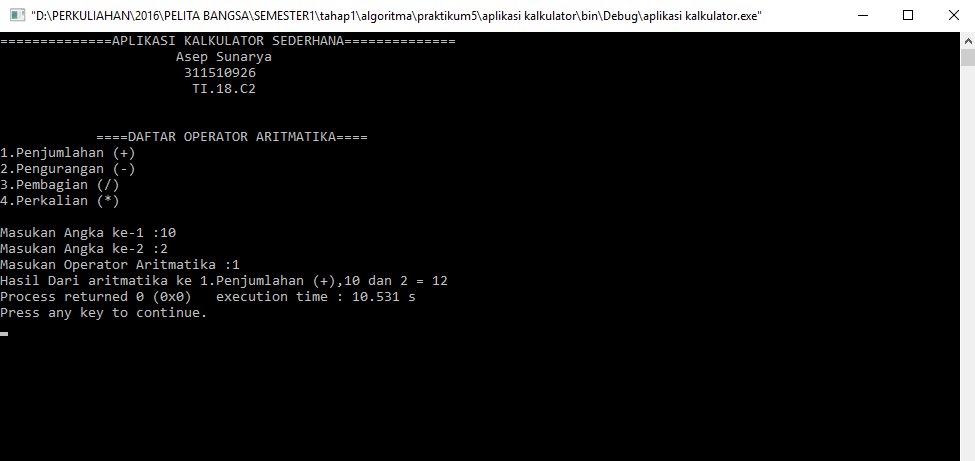 "D:\PERKULIAHAN\2016\PELITA BANGSA\SEMESTER1\tahap1\algoritma\praktikum5\aplikasi kalkulator\bin\Debug\aplikasi kalkulator.exe"
==============APLIKASI KALKULATOR SEDERHANA==============
Asep Sunarya
311510926
TI.18.C2
====DAFTAR OPERATOR ARITMATIKA====
1.Penjumlahan (+)
2.Pengurangan (-)
3.Pembagian (/)
4.Perkalian (*)
Masukan Angka ke-1 :10
Masukan Angka ke-2 :2
Masukan Operator Aritmatika :1
Hasil Dari aritmatika ke 1.Penjumlahan (+),10 dan 2 = 12
Process returned 0 (0x0)   execution time : 10.531 s
Press any key to continue.